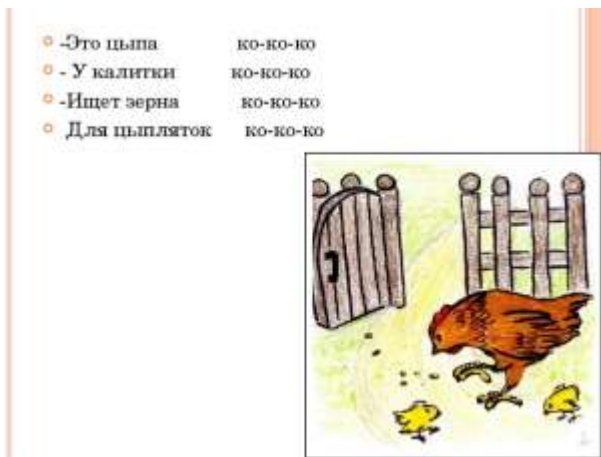 -Это цыпа ко-ко-ко
- У калитки ко-ко-ко
-Ищет зерна ко-ко-ко
Для цыпляток ко-ко-ко